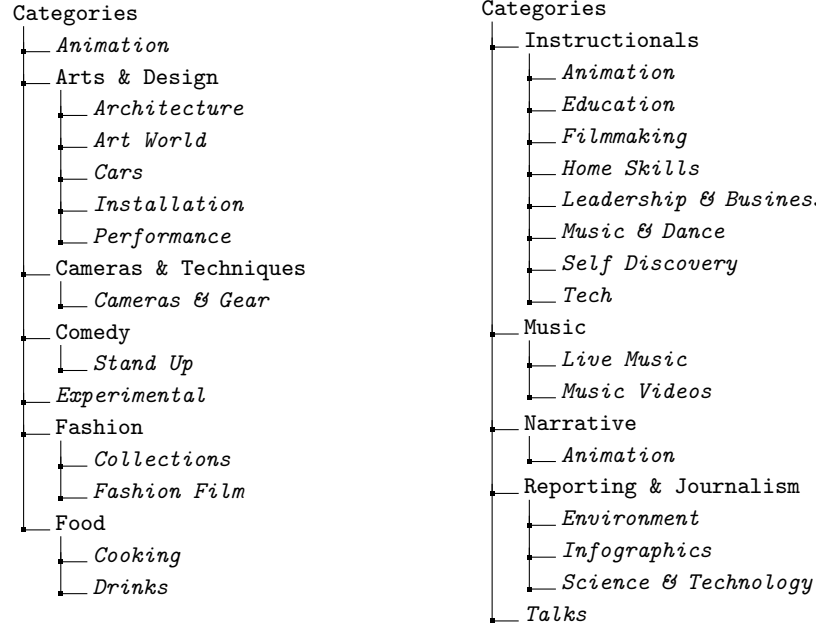 Categories
Animation
Arts & Design
Architecture
Art World
Cars
Installation
Performance
Cameras & Techniques
Cameras & Gear
Comedy
Stand Up
Experimental
Fashion
Collections
Fashion Film
Food
Cooking
Drinks
Categories
Instructionals
Animation
Education
Filmmaking
Home Skills
Leadership & Business
Music & Dance
Self Discovery
Tech
Music
Live Music
Music Videos
Narrative
Animation
Reporting & Journalism
Environment
Infographics
Science & Technology
Talks